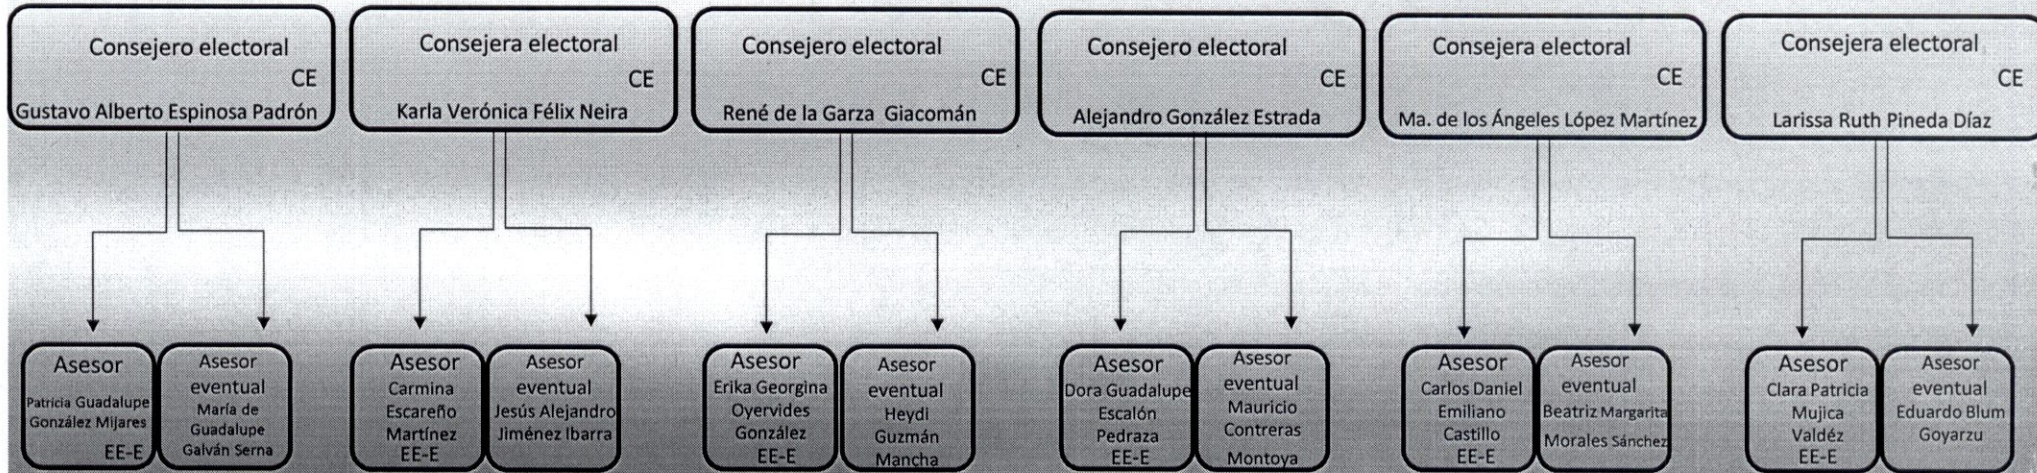 Consejero electoral
CE
Gustavo Alberto Espinosa Padrón
Consejera electoral
CE
Karla Verónica Félix Neira
Consejero electoral
CE
René de la Garza Giacomán
Consejero electoral
CE
Alejandro González Estrada
Consejera electoral
CE
Ma. de los Ángeles López Martínez
Consejera electoral
CE
Larissa Ruth Pineda Díaz
Asesor
Patricia Guadalupe
González Mijares
EE-E
Asesor
eventual
María de
Guadalupe
Galván Serna
Asesor
Carmina
Escareño
Martínez
EE-E
Asesor
eventual
Jesús Alejandro
Jiménez Ibarra
Asesor
Erika Georgina
Oyervides
González
EE-E
Asesor
eventual
Heydi
Guzmán
Mancha
Asesor
Dora Guadalupe
Escalón
Pedraza
EE-E
Asesor
eventual
Mauricio
Contreras
Montoya
Asesor
Carlos Daniel
Emiliano
Castillo
EE-E
Asesor
eventual
Beatriz Margarita
Morales Sánchez
Asesor
Clara Patricia
Mujica
Valdéz
EE-E
Asesor
eventual
Eduardo Blum
Goyarzu